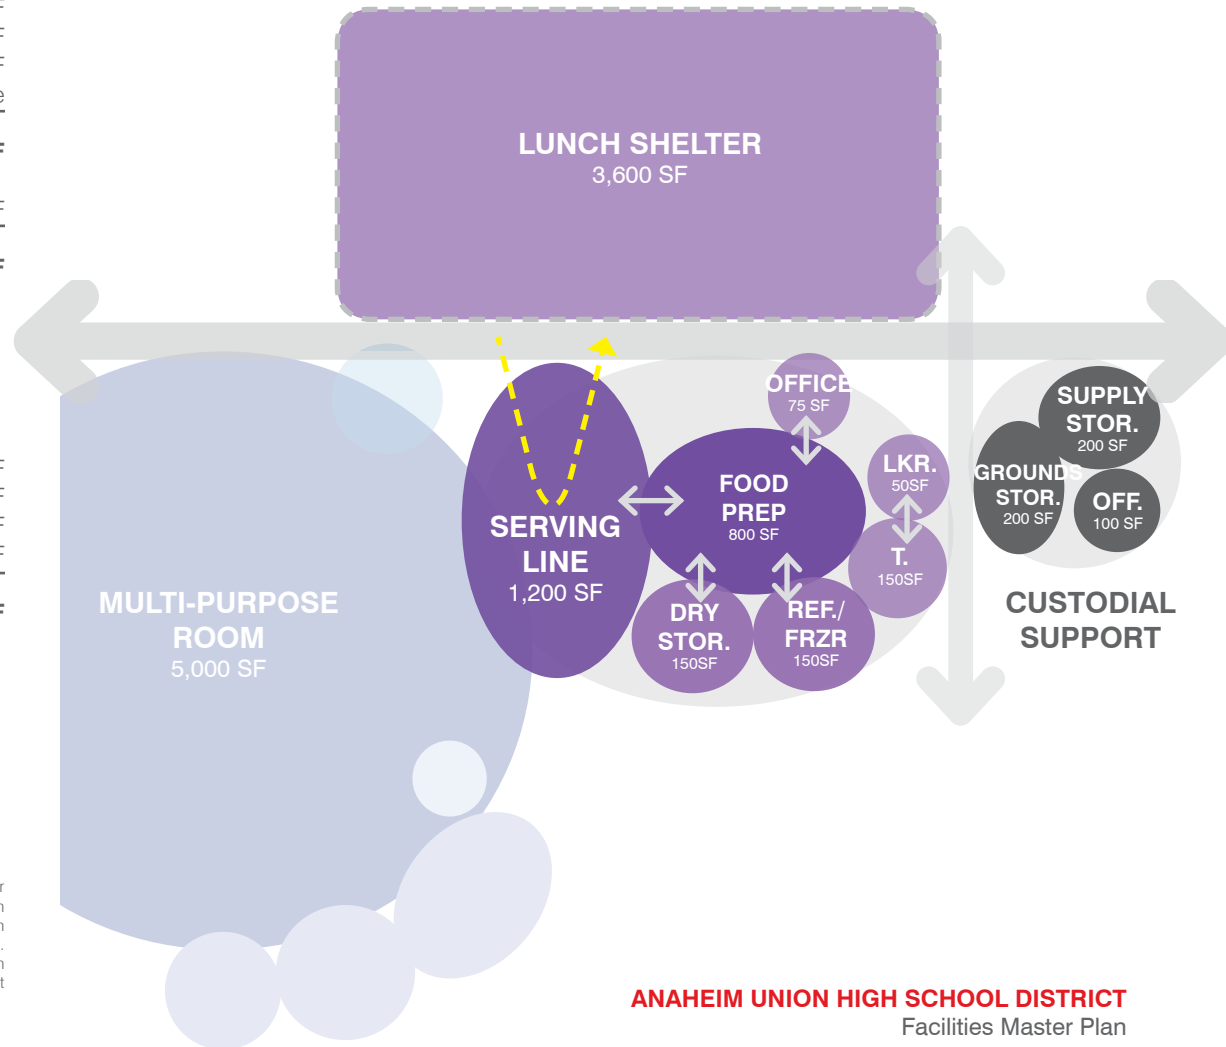 LUNCH SHELTER
3,600 SF
OFFICE
75 SF
SUPPLY
STOR.
200 SF
LKR.
50SF
GROUNDS
STOR.
200 SF
OFF.
100 SF
FOOD
PREP
800 SF
SERVING
LINE
1,200 SF
T.
150SF
DRY
STOR.
150SF
REF./
FRZR
150SF
MULTI-PURPOSE
ROOM
5,000 SF
CUSTODIAL
SUPPORT
ANAHEIM UNION HIGH SCHOOL DISTRICT
Facilities Master Plan